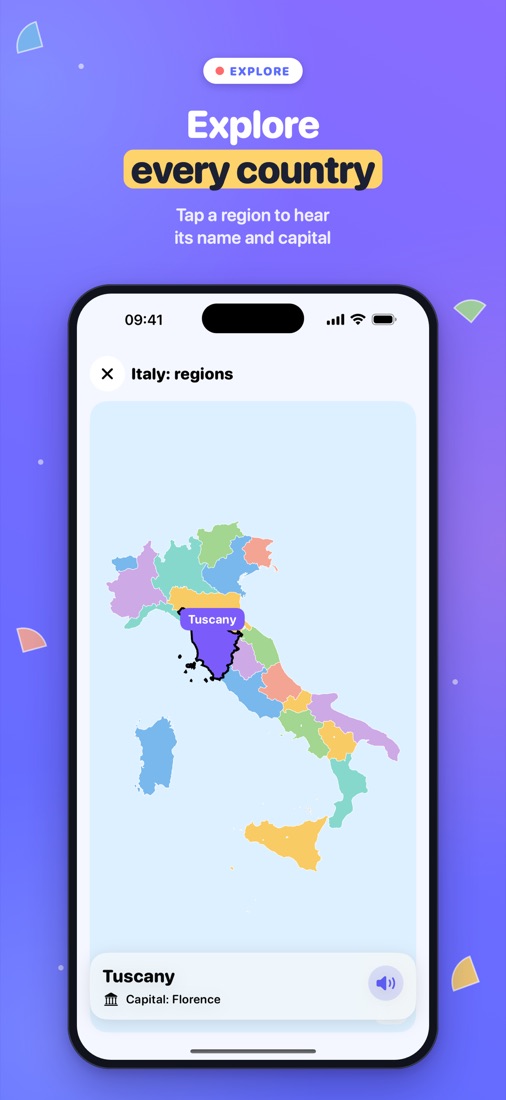 EXPLORE
Explore
every country
Tap a region to hear
its name and capital
09:41
Italy: regions
Tuscany
Tuscany
Capital: Florence